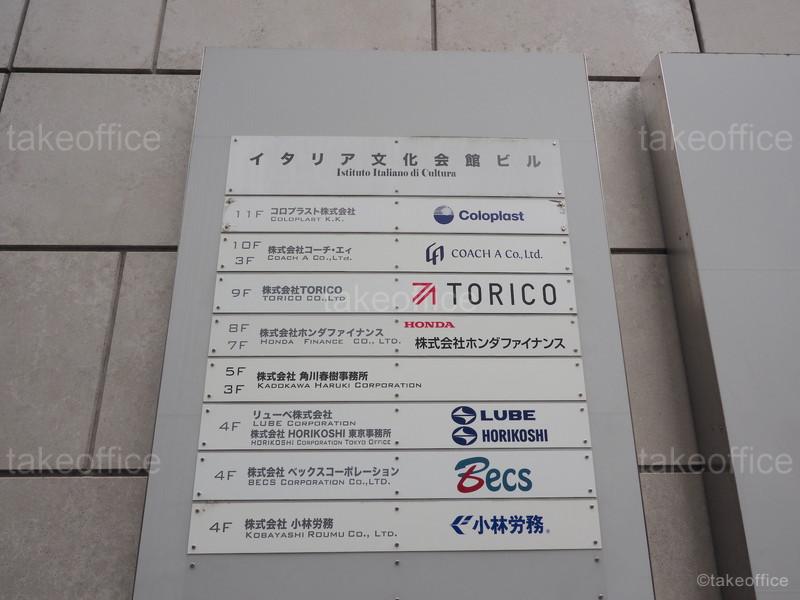 イタリア文化会館ビル
Istituto Italiano di Cultura
11F コロプラスト株式会社 Coloplast
COLOPLAST K.K.
10F 株式会社コーチ・エィ COACH A Co., Ltd.
3F COACH A CO., LTD.
9F 株式会社TORICO TORICO
TORICO CO., LTD
8F 株式会社ホンダファイナンス HONDA
7F HONDA FINANCE CO., LTD. 株式会社ホンダファイナンス
5F 株式会社 角川春樹事務所
3F KADOKAWA HARUKI CORPORATION
4F リューベ株式会社 LUBE
LUBE CORPORATION
株式会社 HORIKOSHI 東京事務所 HORIKOSHI
HORIKOSHI CORPORATION TOKYO OFFICE
4F 株式会社 ベックスコーポレーション Becs
BECS CORPORATION CO., LTD.
4F 株式会社 小林労務 小林労務®
KOBAYASHI ROUMU CO., LTD.
takeoffice
takeoffice
takeoffice
takeoffice
takeoffice
©takeoffice